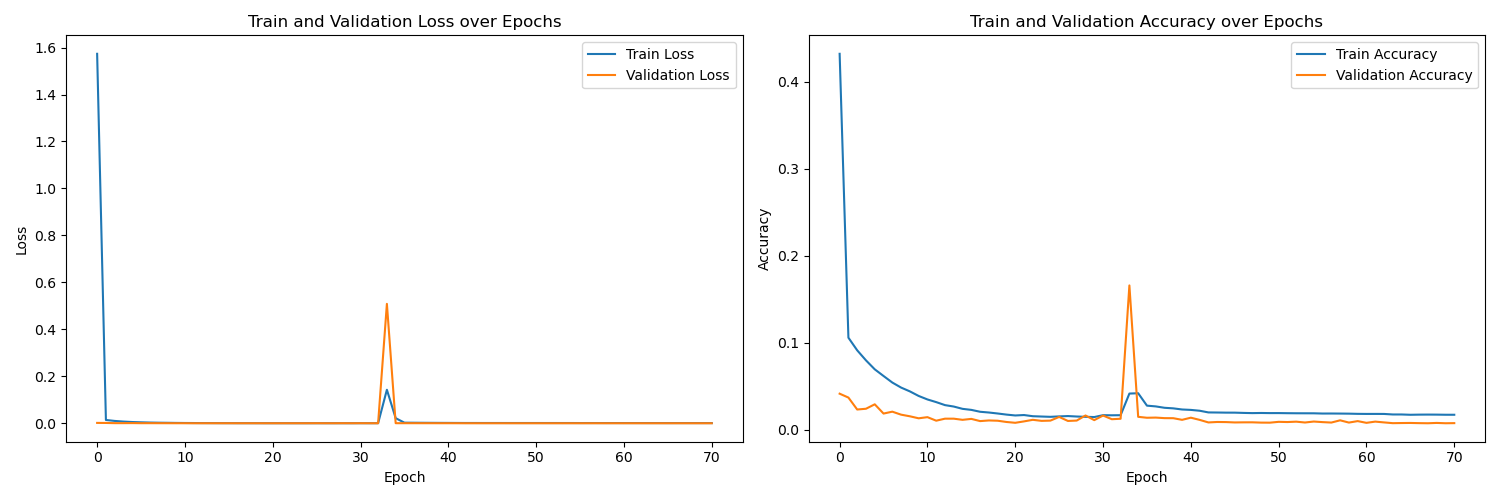 Train and Validation Loss over Epochs
Train Loss
Validation Loss
1.6
1.4
1.2
1.0
0.8
0.6
0.4
0.2
0.0
Loss
0 10 20 30 40 50 60 70
Epoch
Train and Validation Accuracy over Epochs
Train Accuracy
Validation Accuracy
0.4
0.3
0.2
0.1
0.0
Accuracy
0 10 20 30 40 50 60 70
Epoch